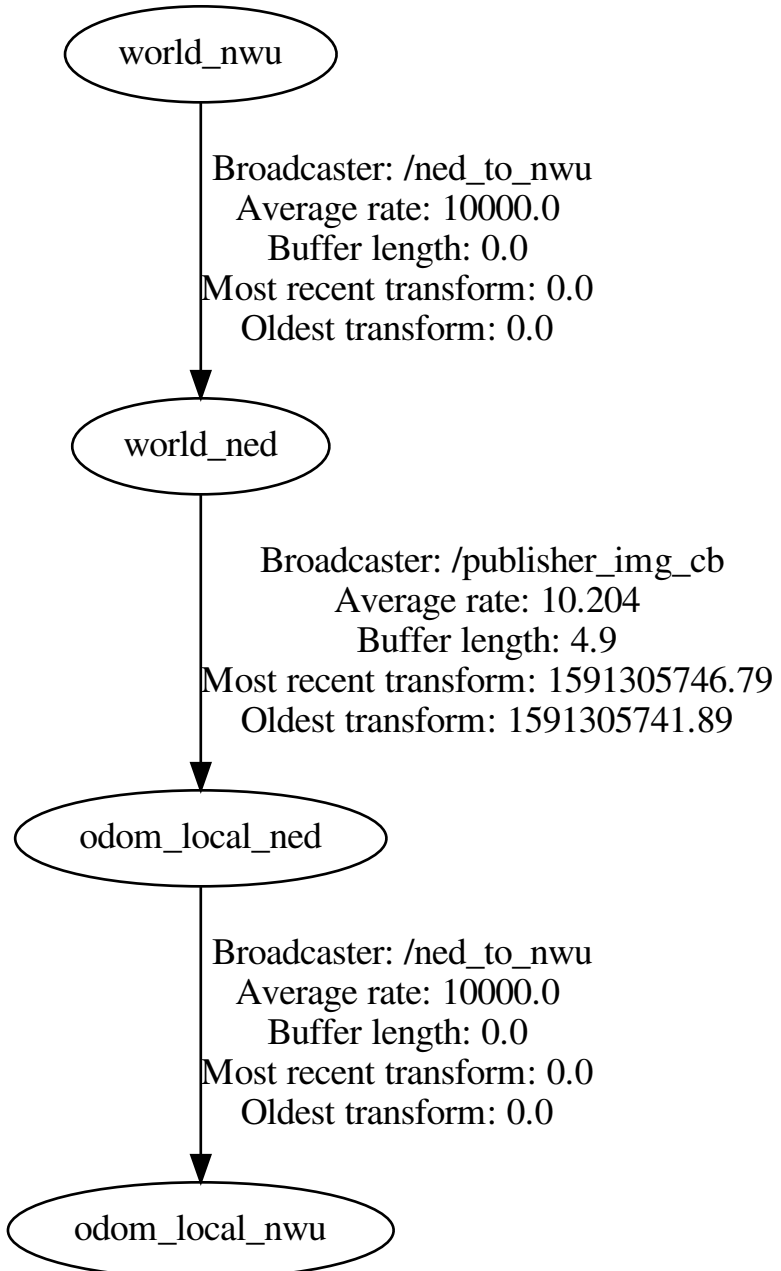 world_nwu
Broadcaster: /ned_to_nwu
Average rate: 10000.0
Buffer length: 0.0
Most recent transform: 0.0
Oldest transform: 0.0
world_ned
Broadcaster: /publisher_img_cb
Average rate: 10.204
Buffer length: 4.9
Most recent transform: 1591305746.79
Oldest transform: 1591305741.89
odom_local_ned
Broadcaster: /ned_to_nwu
Average rate: 10000.0
Buffer length: 0.0
Most recent transform: 0.0
Oldest transform: 0.0
odom_local_nwu